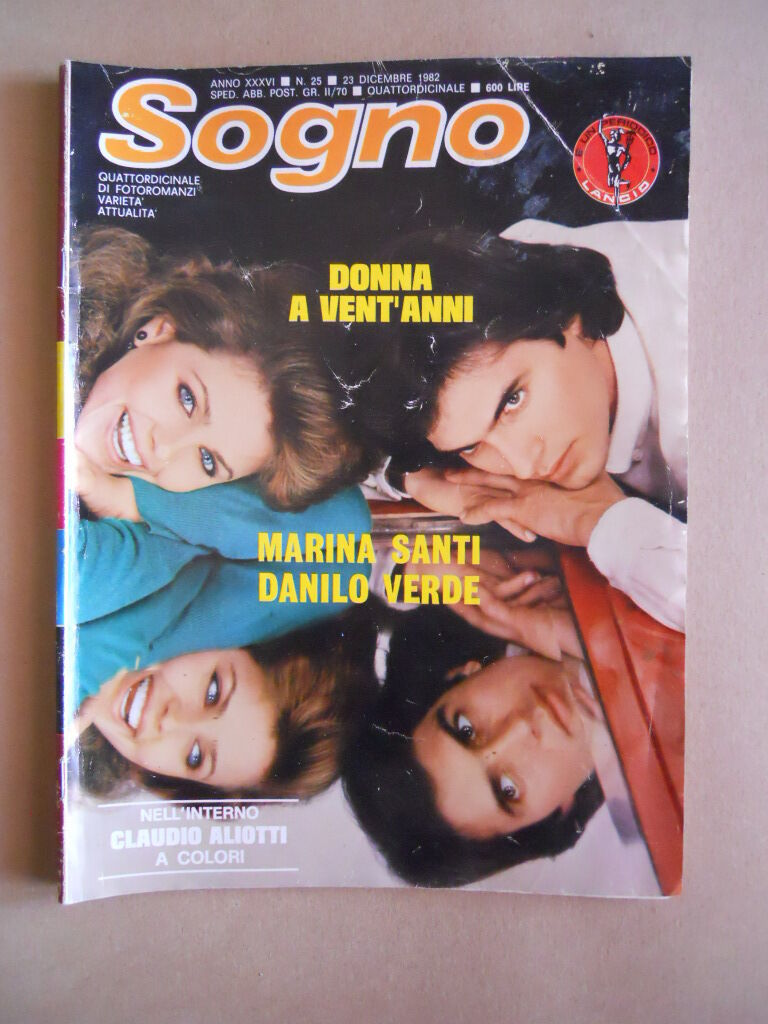 ANNO XXXVI ■ N. 25 ■ 23 DICEMBRE 1982
SPED. ABB. POST. GR. II/70 ■ QUATTORDICINALE ■ 600 LIRE
Sogno
E UN PERIODICO
LANCIO
QUATTORDICINALE
DI FOTOROMANZI
VARIETA'
ATTUALITA'
DONNA
A VENT'ANNI
MARINA SANTI
DANILO VERDE
NELL'INTERNO
CLAUDIO ALIOTTI
A COLORI